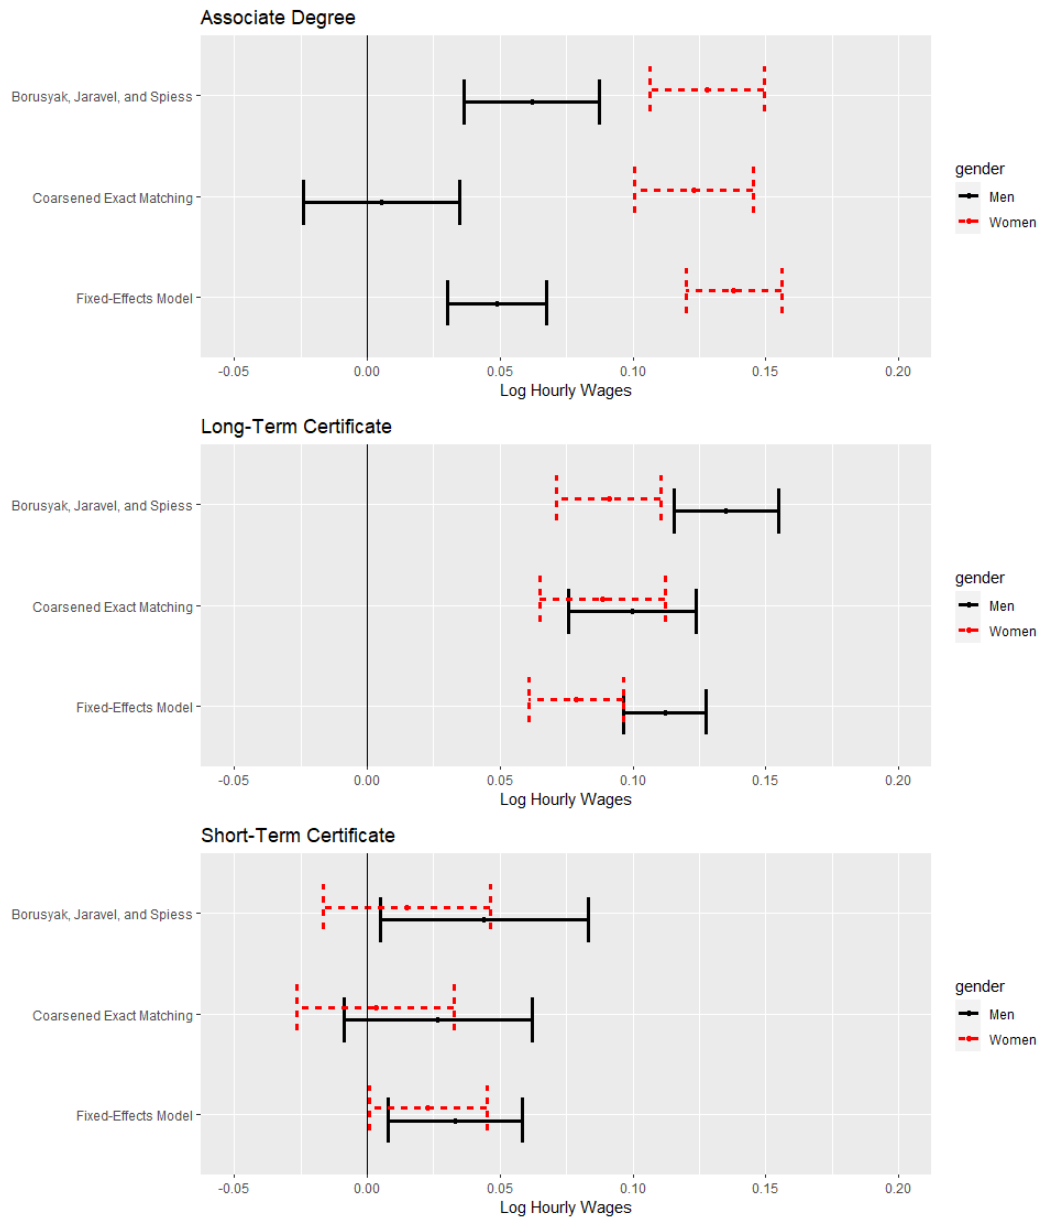 Associate Degree
Borusyak, Jaravel, and Spiess
Coarsened Exact Matching
Fixed-Effects Model
-0.05 0.00 0.05 0.10 0.15 0.20
Log Hourly Wages
gender
Men
Women
Long-Term Certificate
Borusyak, Jaravel, and Spiess
Coarsened Exact Matching
Fixed-Effects Model
-0.05 0.00 0.05 0.10 0.15 0.20
Log Hourly Wages
gender
Men
Women
Short-Term Certificate
Borusyak, Jaravel, and Spiess
Coarsened Exact Matching
Fixed-Effects Model
-0.05 0.00 0.05 0.10 0.15 0.20
Log Hourly Wages
gender
Men
Women